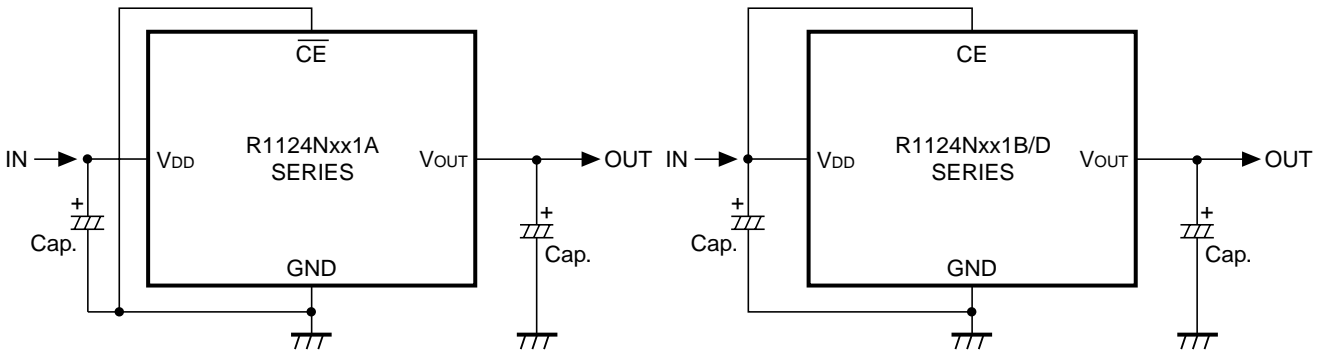 C̅E̅
R1124Nxx1A
SERIES
IN
VDD
VOUT
OUT
+
Cap.
+
Cap.
GND
CE
R1124Nxx1B/D
SERIES
IN
VDD
VOUT
OUT
+
Cap.
+
Cap.
GND